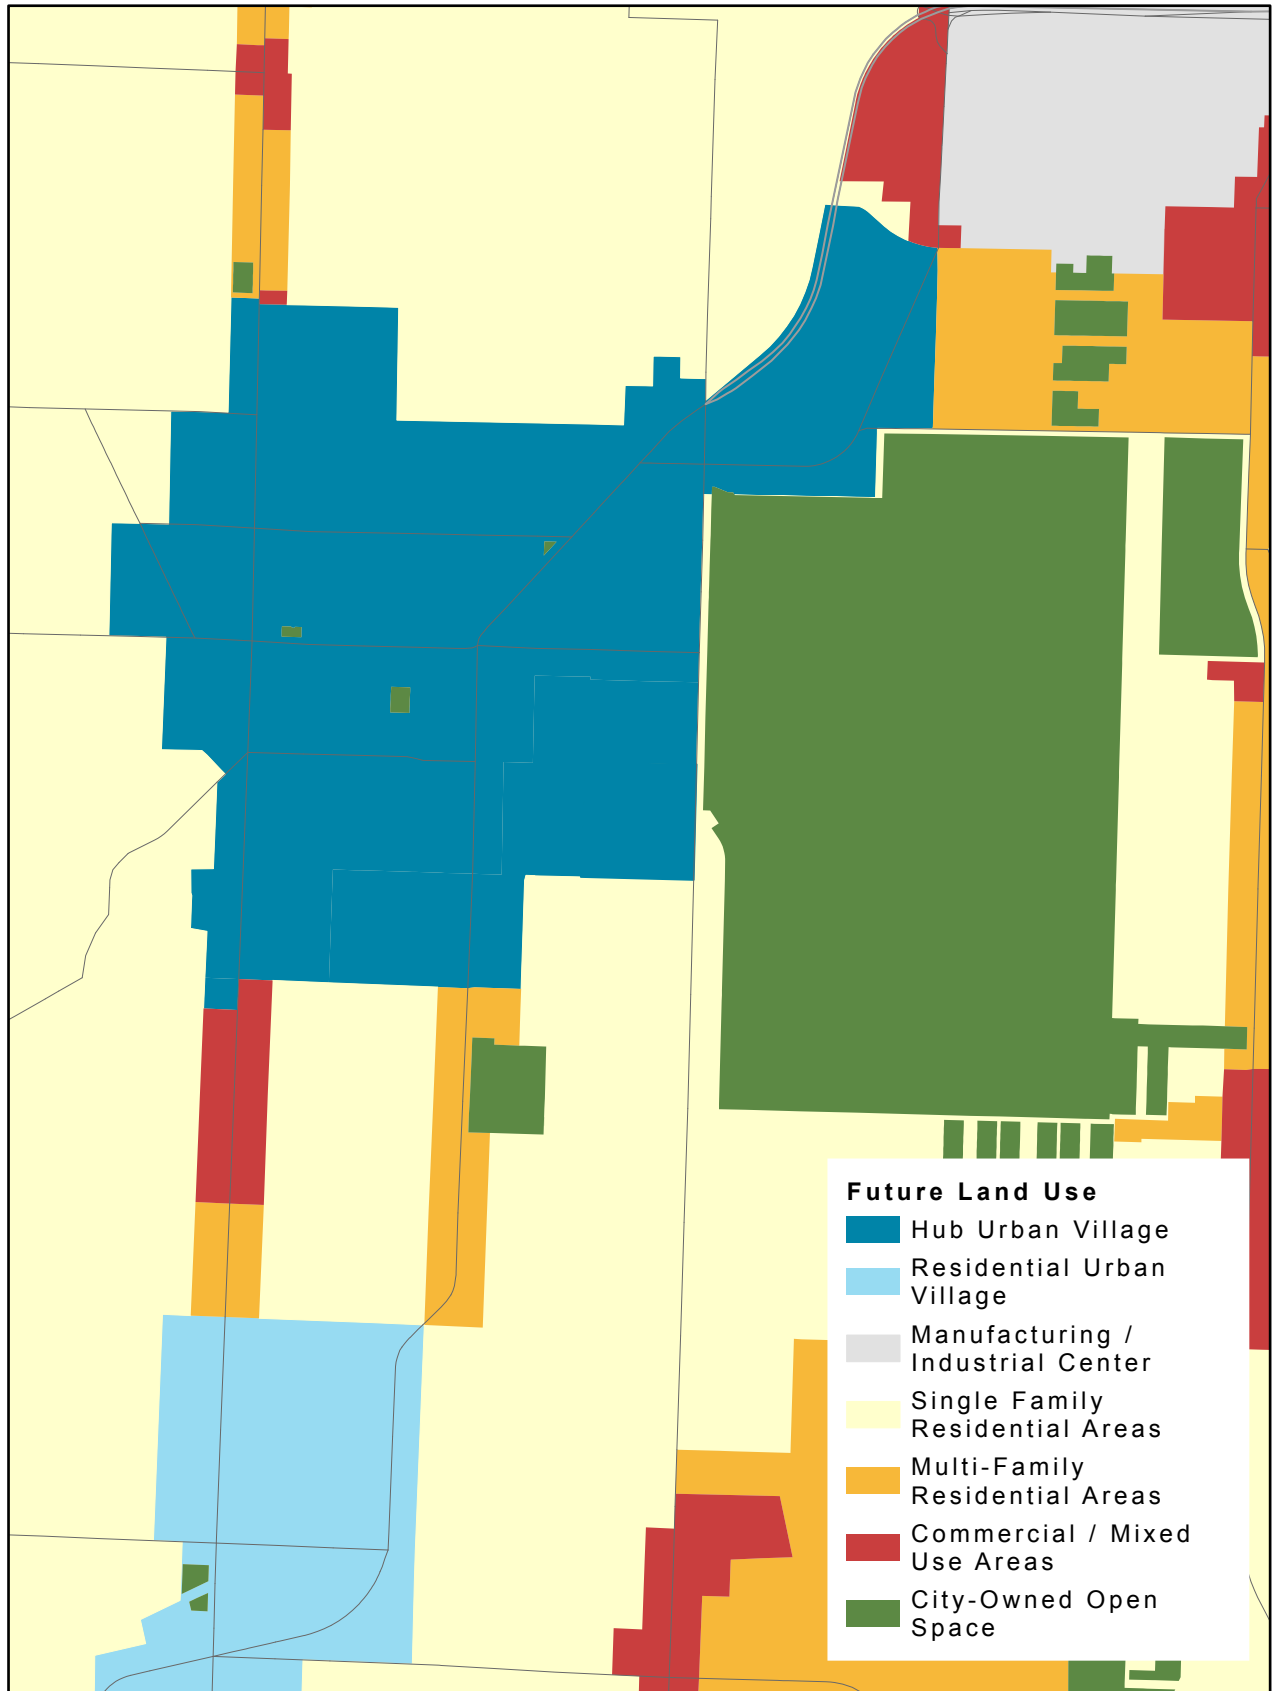 Future Land Use
Hub Urban Village
Residential Urban
Village
Manufacturing /
Industrial Center
Single Family
Residential Areas
Multi-Family
Residential Areas
Commercial / Mixed
Use Areas
City-Owned Open
Space